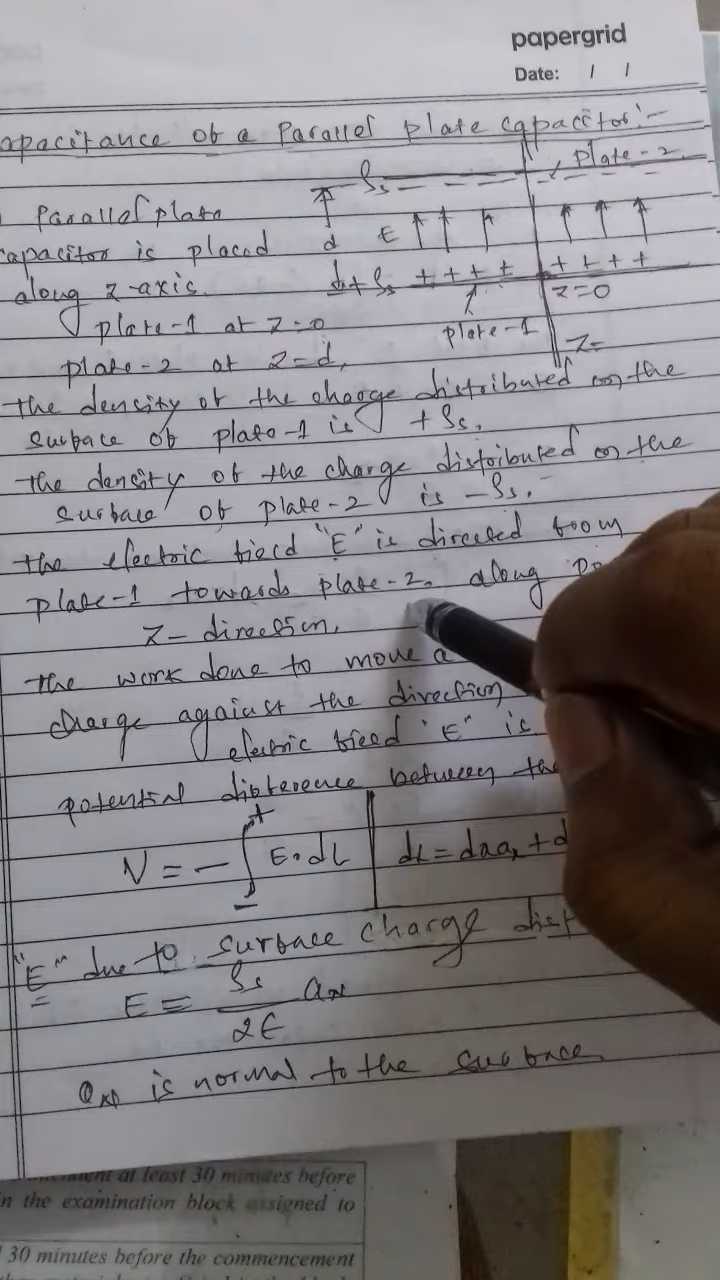 papergrid
Date: / /
apacitance of a Parallel plate capacitor:-
plate-2
ρs
Parallel plate
d E
capacitor is placed
+ρs + + + + + + + +
along z-axis.
z=0
plate-1 at z=0
plate-1
z=
plate-2 at z=d.
the density of the charge distributed on the
surface of plate-1 is +ρs.
the density of the charge distributed on the
surface of plate-2 is -ρs.
the electric field "E" is directed from
plate-1 towards plate-2. along
z-direction.
the work done to move a
charge against the direction
electric field "E" is
potential difference between the
V = - ∫ E.dL
dL =
"E" due to surface charge
E = ρs/2ε aN
is normal to the surface.
at least 30 minutes before
in the examination block assigned to
30 minutes before the commencement